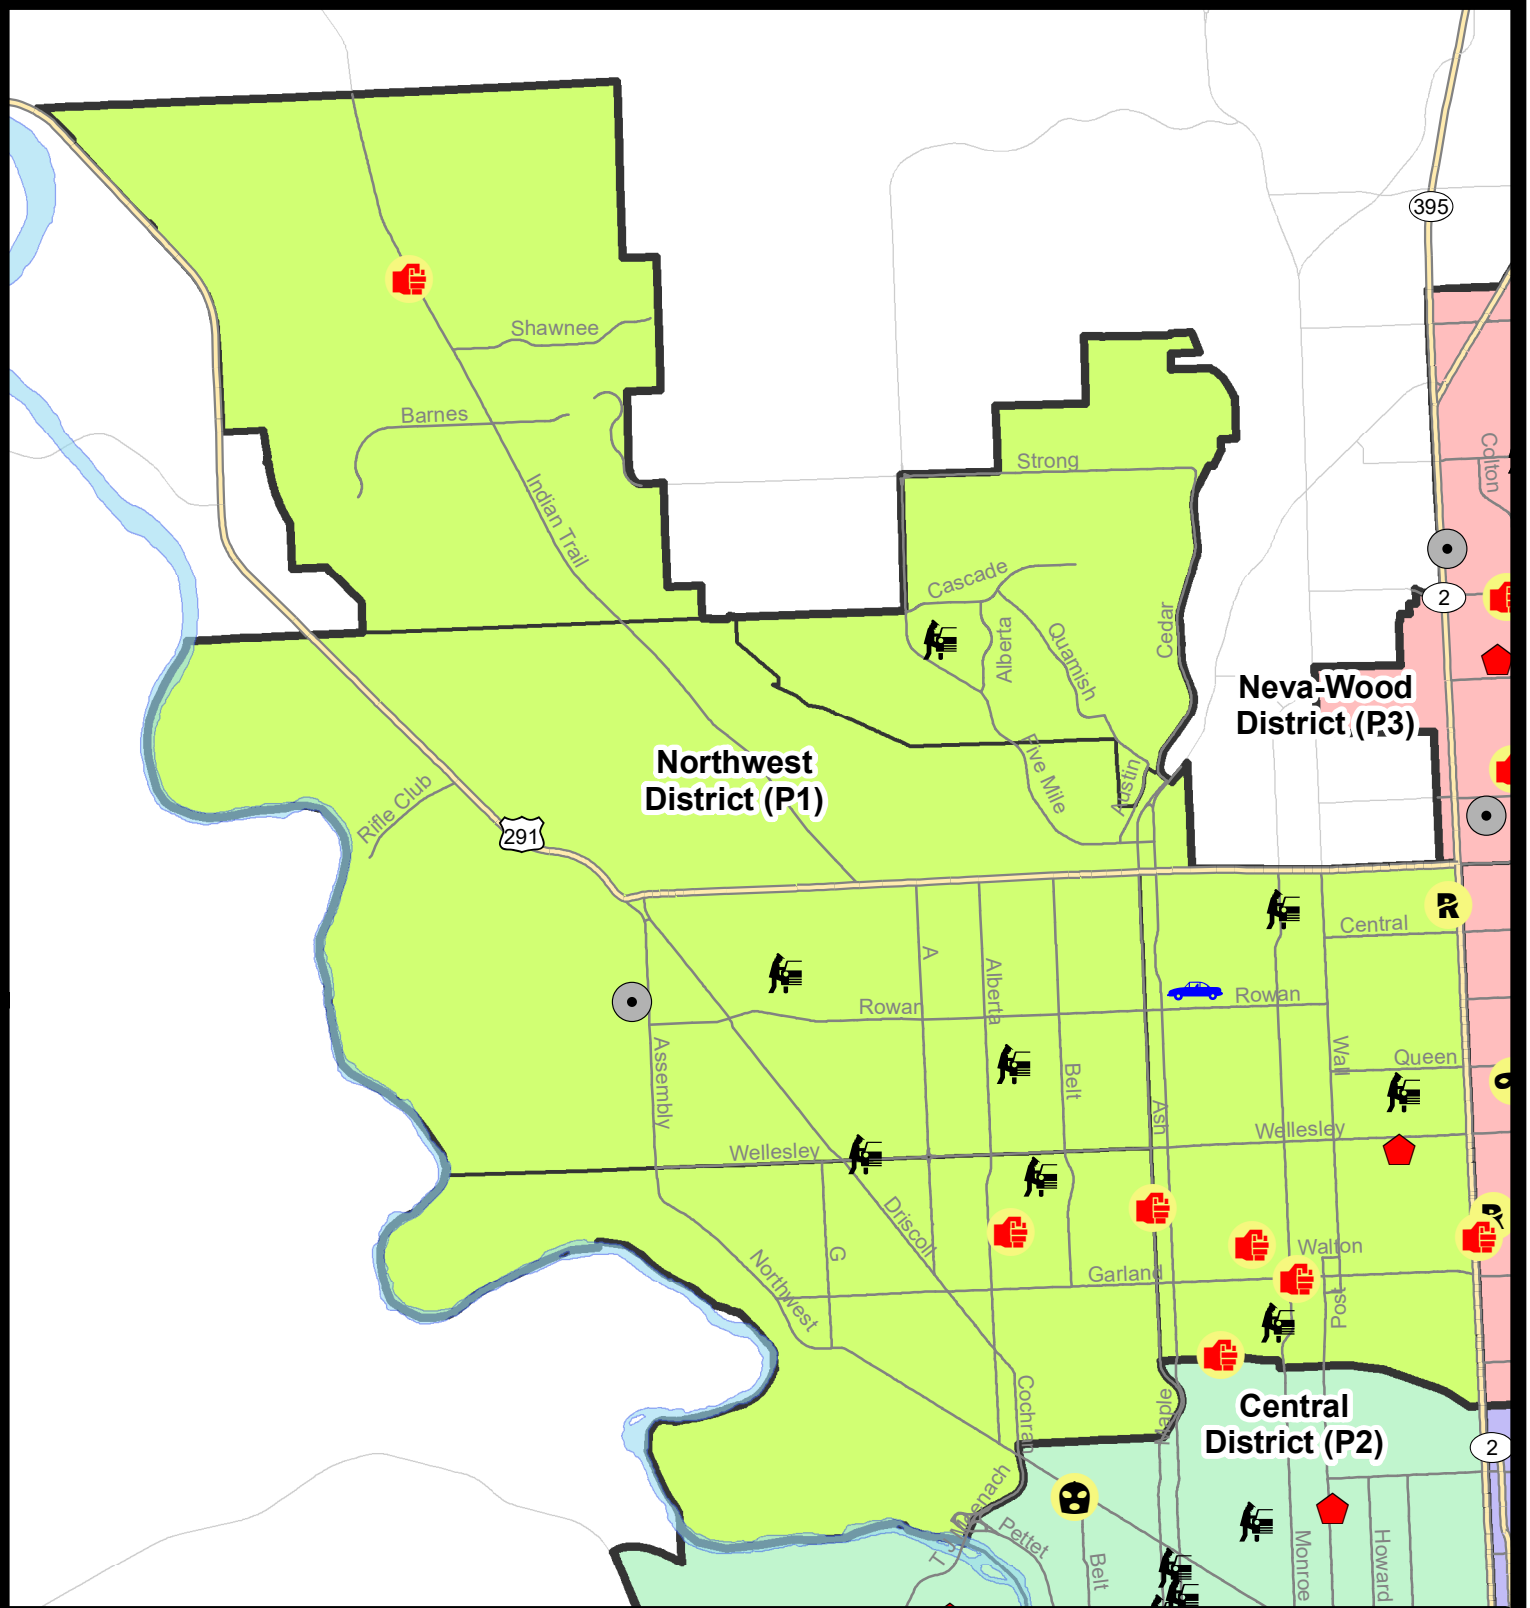 395
Shawnee
Barnes
Colton
Strong
Indian Trail
Cascade
2
Alberta
Quamish
Cedar
Neva-Wood
District (P3)
Northwest
District (P1)
Five Mile
Austin
Rifle Club
291
R
Central
A
Alberta
Rowan
Rowan
Assembly
Belt
Wall
Queen
Ash
Wellesley
Wellesley
Driscoll
G
Northwest
Walton
Garland
Post
Cochran
Maple
Central
District (P2)
2
T J Meenach
Pettet
Belt
Monroe
Howard